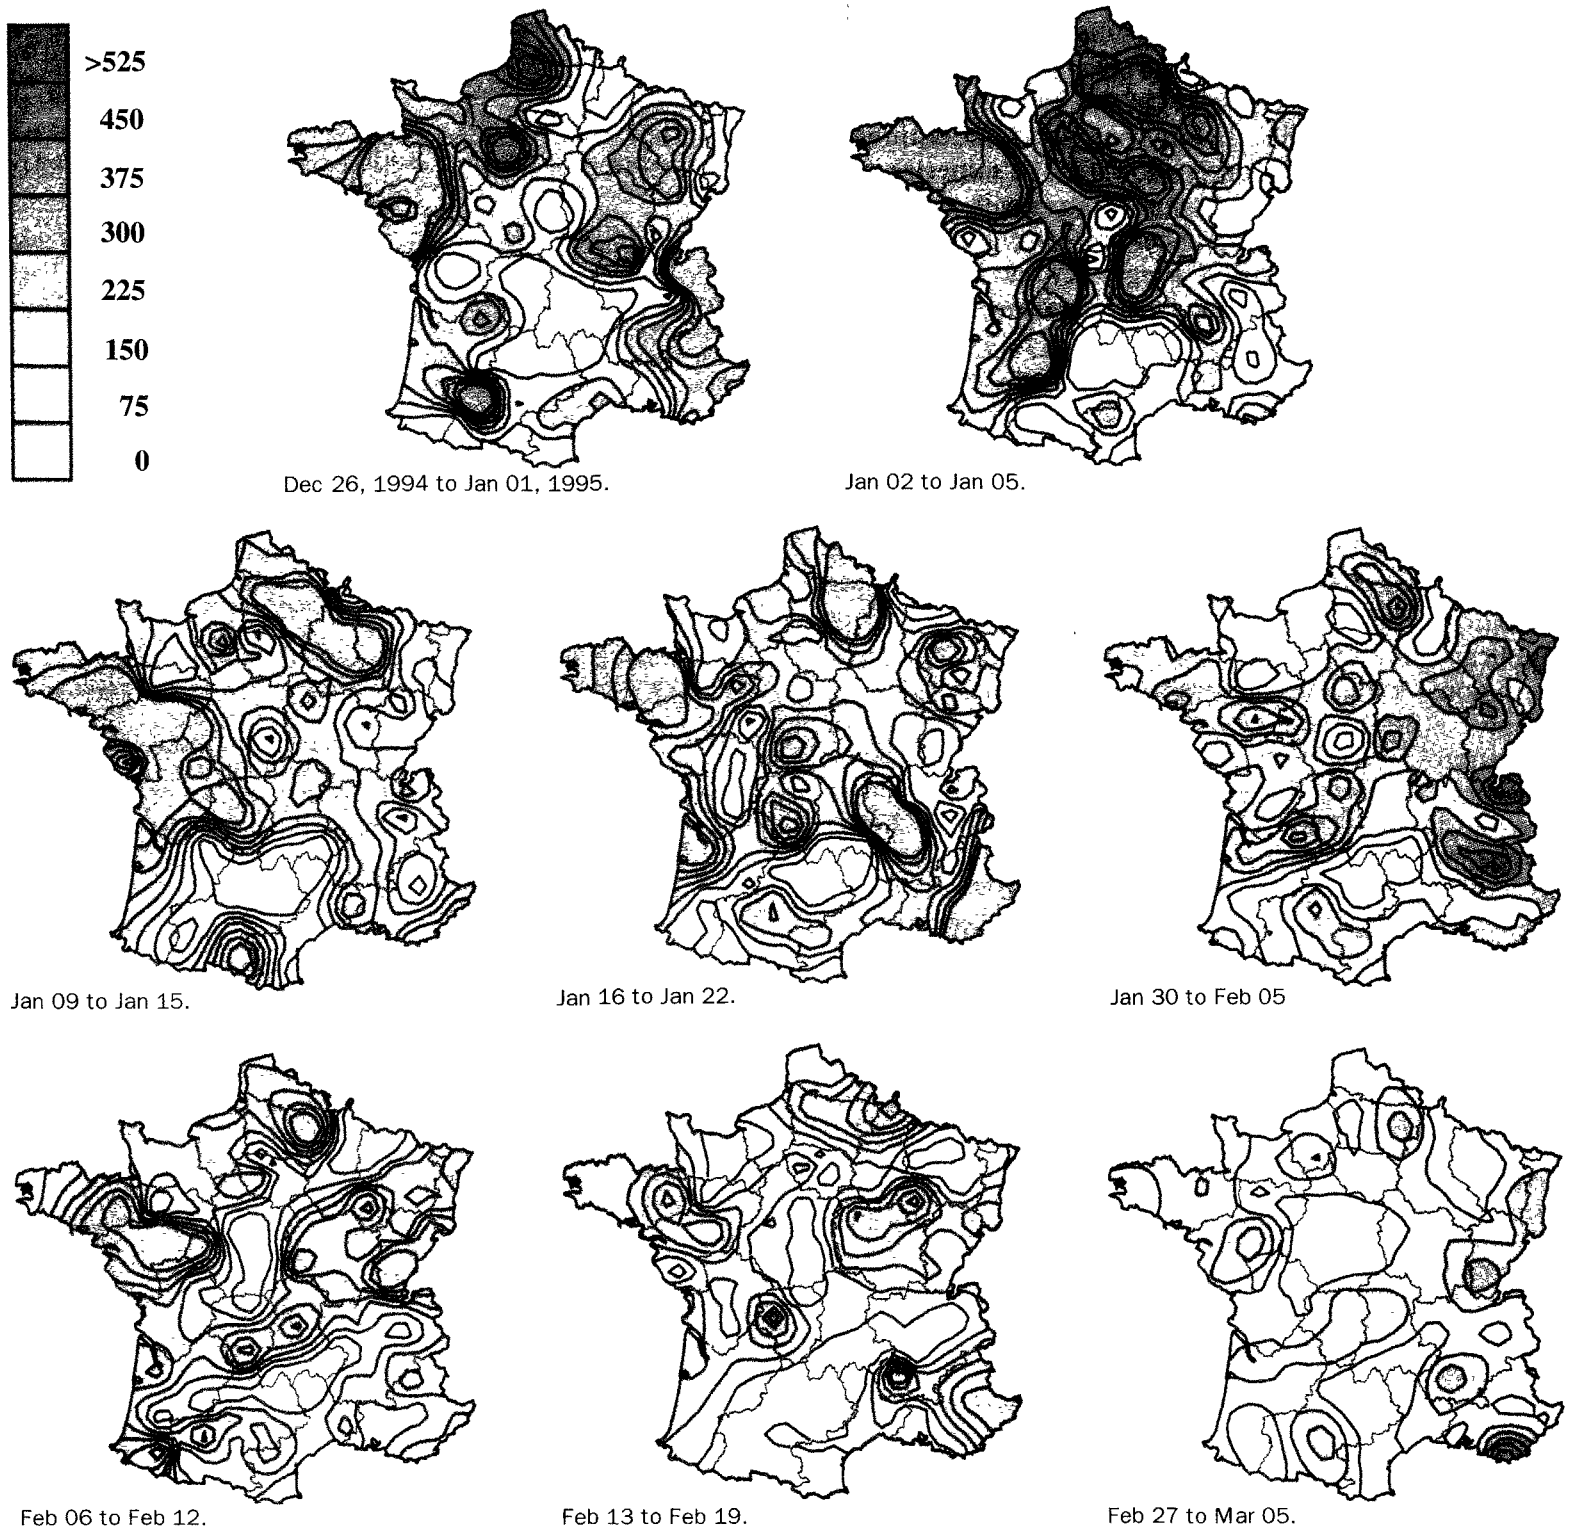 >525
450
375
300
225
150
75
0
Dec 26, 1994 to Jan 01, 1995.
Jan 02 to Jan 05.
Jan 09 to Jan 15.
Jan 16 to Jan 22.
Jan 30 to Feb 05
Feb 06 to Feb 12.
Feb 13 to Feb 19.
Feb 27 to Mar 05.